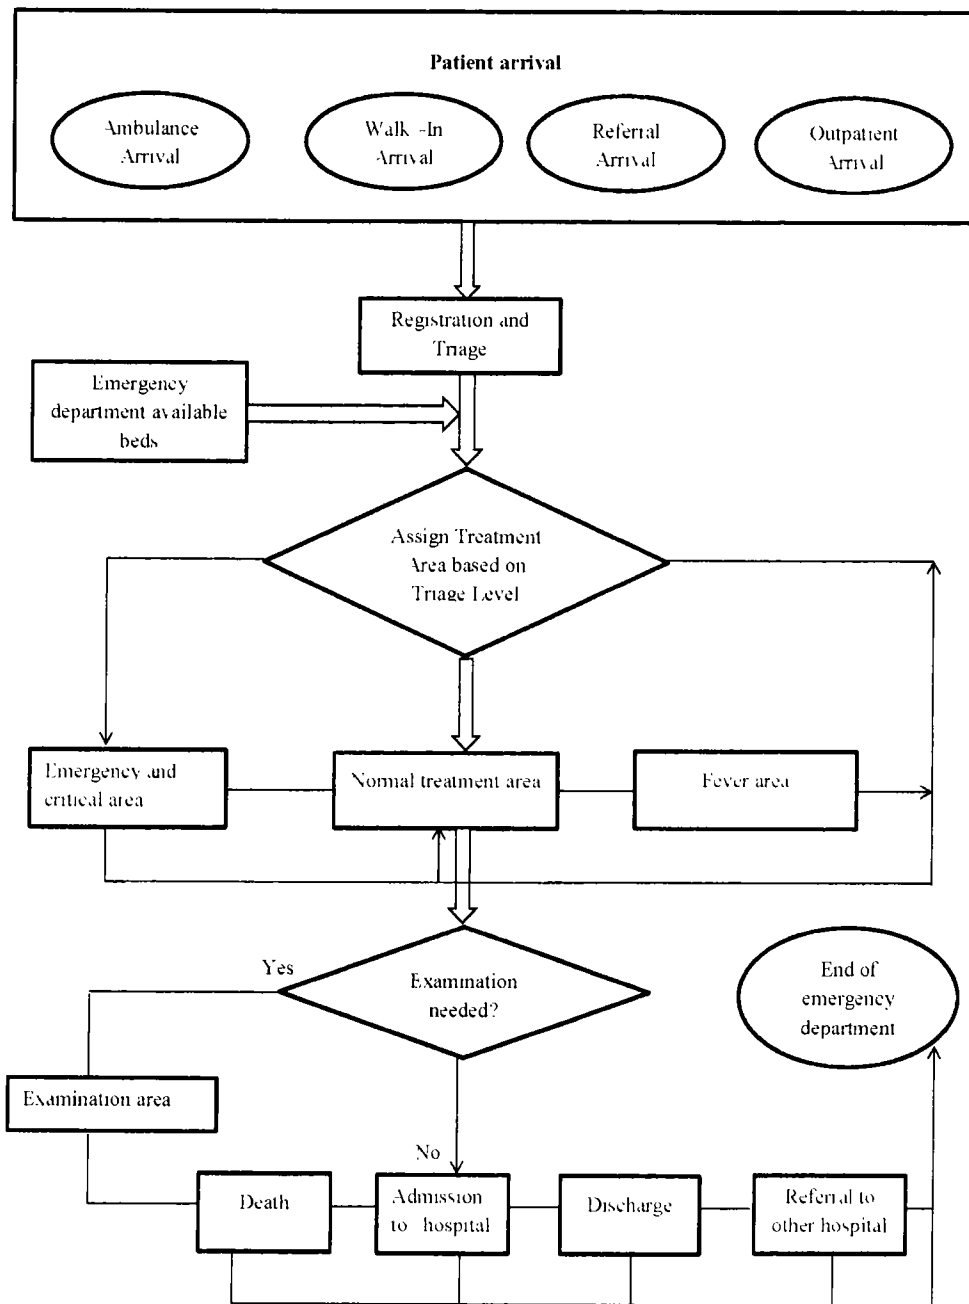 Patient arrival
Ambulance
Arrival
Walk -In
Arrival
Referral
Arrival
Outpatient
Arrival
Registration and
Triage
Emergency
department available
beds
Assign Treatment
Area based on
Triage Level
Emergency and
critical area
Normal treatment area
Fever area
Yes
Examination
needed?
End of
emergency
department
Examination area
No
Death
Admission
to hospital
Discharge
Referral to
other hospital